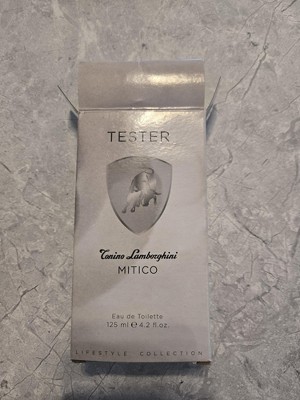 TESTER
Tonino Lamborghini
MITICO
Eau de Toilette
125 ml ℮ 4.2 fl.oz.
LIFESTYLE COLLECTION